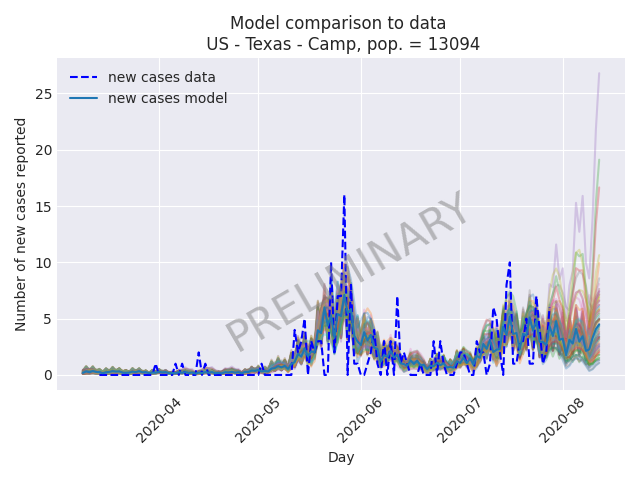 Model comparison to data
US - Texas - Camp, pop. = 13094
new cases data
new cases model
PRELIMINARY
Number of new cases reported
25
20
15
10
5
0
2020-04
2020-05
2020-06
2020-07
2020-08
Day